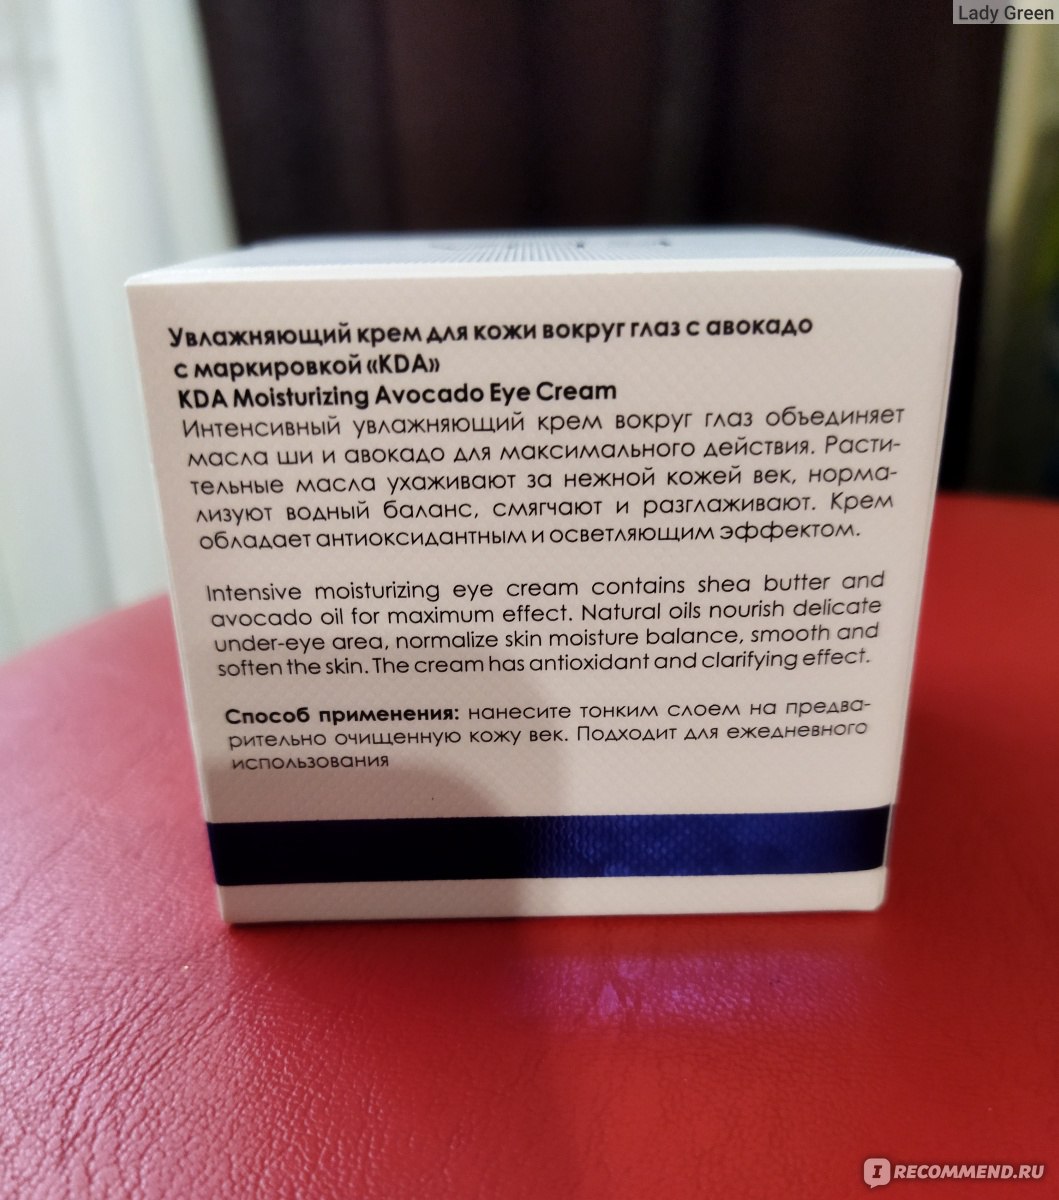 Lady Green
Увлажняющий крем для кожи вокруг глаз с авокадо
с маркировкой «KDA»
KDA Moisturizing Avocado Eye Cream
Интенсивный увлажняющий крем вокруг глаз объединяет
масла ши и авокадо для максимального действия. Расти-
тельные масла ухаживают за нежной кожей век, норма-
лизуют водный баланс, смягчают и разглаживают. Крем
обладает антиоксидантным и осветляющим эффектом.
Intensive moisturizing eye cream contains shea butter and
avocado oil for maximum effect. Natural oils nourish delicate
under-eye area, normalize skin moisture balance, smooth and
soften the skin. The cream has antioxidant and clarifying effect.
Способ применения: нанесите тонким слоем на предва-
рительно очищенную кожу век. Подходит для ежедневного
использования
I RECOMMEND.RU